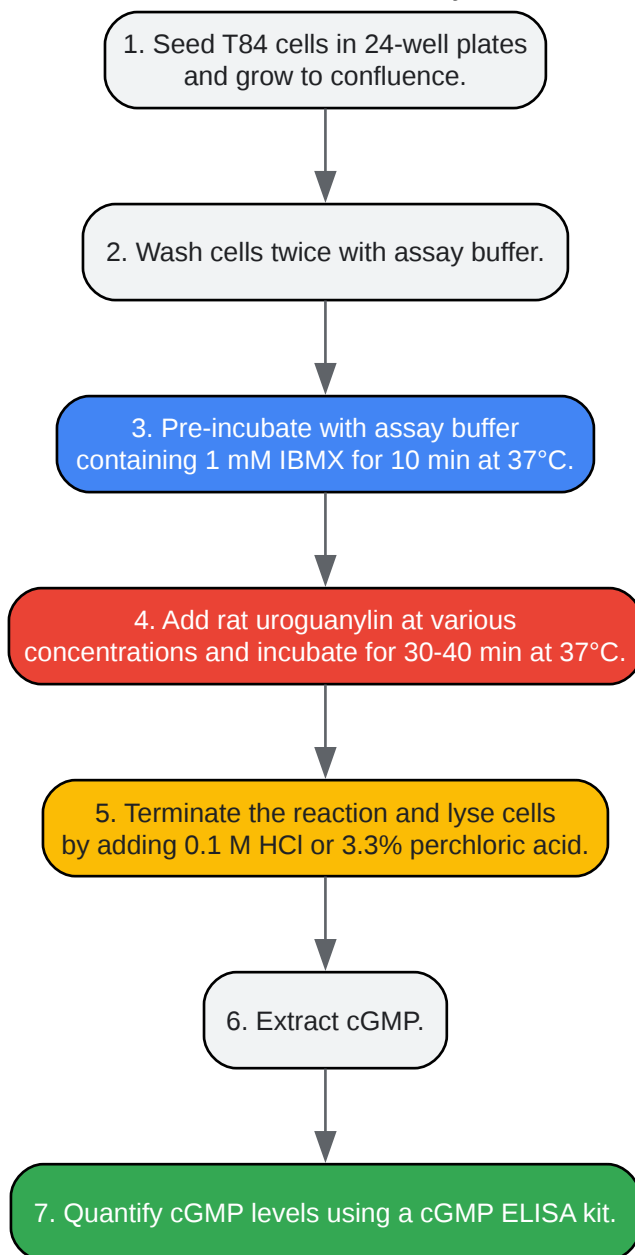 1. Seed T84 cells in 24-well plates
and grow to confluence.
2. Wash cells twice with assay buffer.
3. Pre-incubate with assay buffer
containing 1 mM IBMX for 10 min at 37°C.
4. Add rat uroguanylin at various
concentrations and incubate for 30-40 min at 37°C.
5. Terminate the reaction and lyse cells
by adding 0.1 M HCl or 3.3% perchloric acid.
6. Extract cGMP.
7. Quantify cGMP levels using a cGMP ELISA kit.